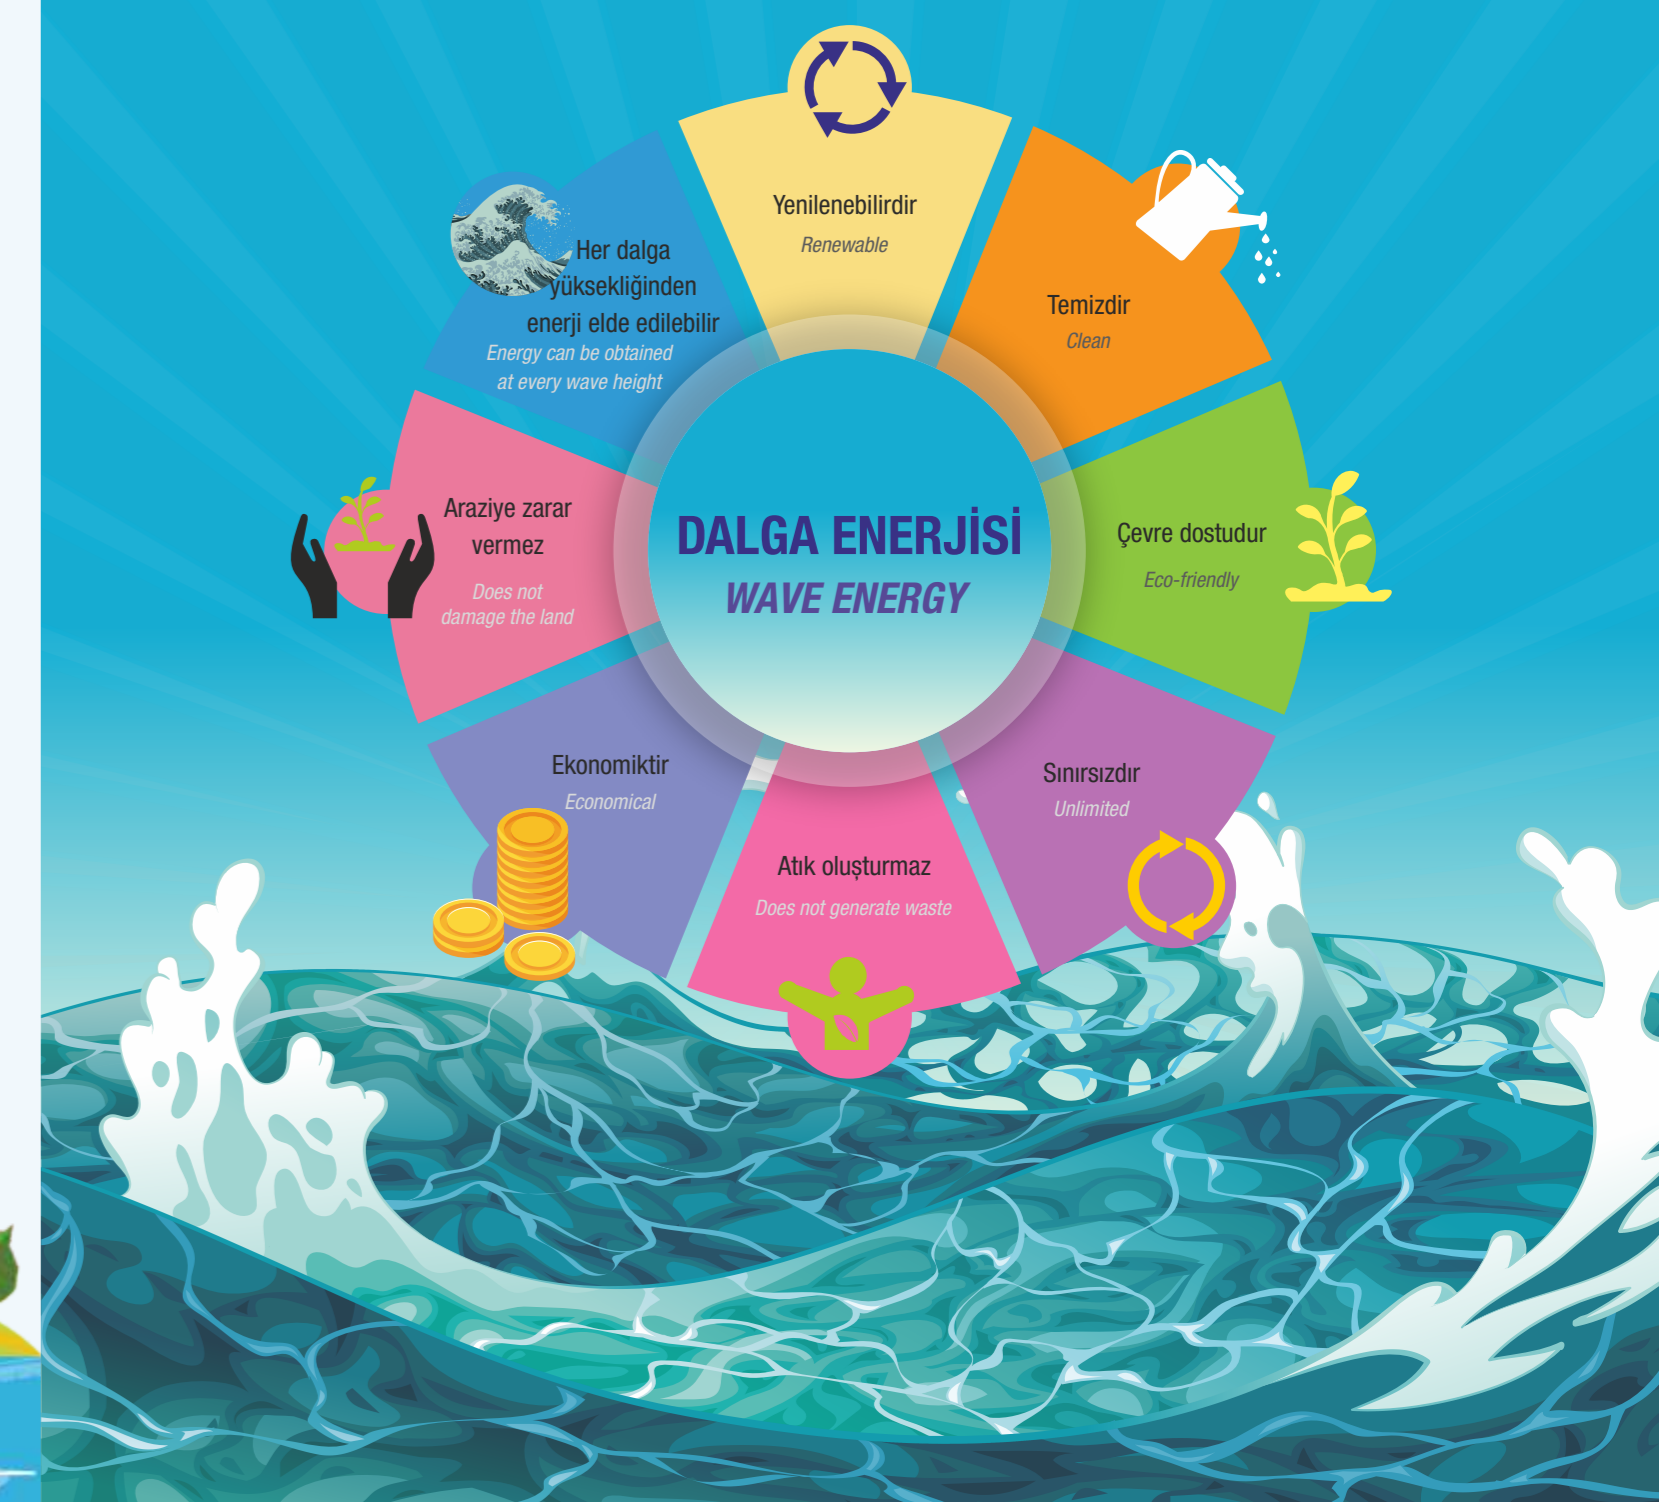 Yenilenebilirdir
Renewable
Temizdir
Clean
Çevre dostudur
Eco-friendly
Sınırsızdır
Unlimited
Atık oluşturmaz
Does not generate waste
Ekonomiktir
Economical
Araziye zarar
vermez
Does not
damage the land
Her dalga
yüksekliğinden
enerji elde edilebilir
Energy can be obtained
at every wave height
DALGA ENERJİSİ
WAVE ENERGY